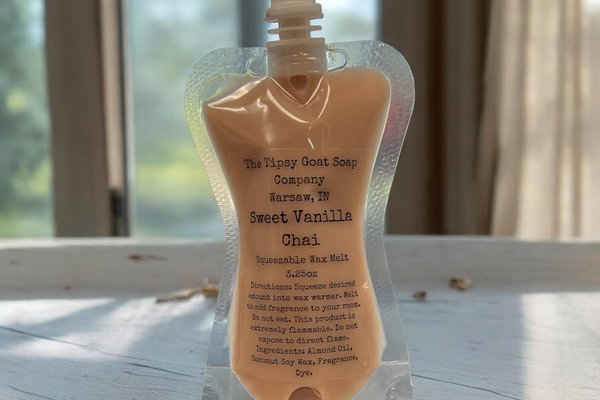 The Tipsy Goat Soap
Company
Warsaw, IN
Sweet Vanilla
Chai
Squeezable Wax Melt
3.25oz
Directions: Squeeze desired
amount into wax warmer. Melt
to add fragrance to your room.
Do not eat. This product is
extremely flammable. Do not
expose to direct flame.
Ingredients: Almond Oil,
Coconut Soy Wax, Fragrance,
Dye.